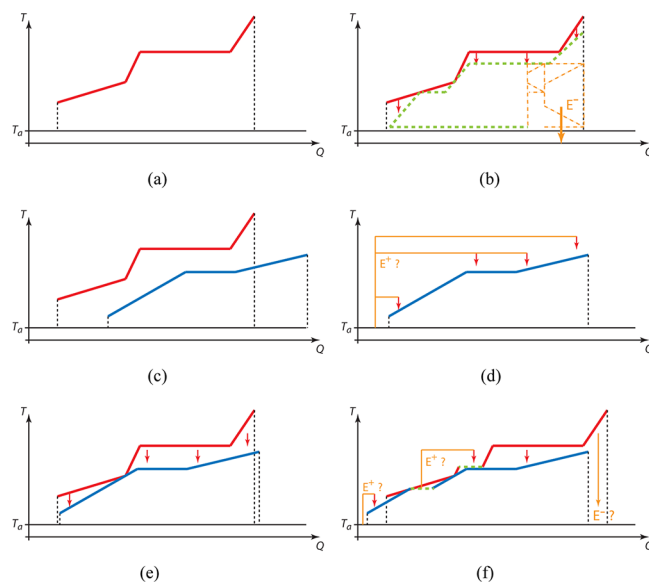 T
T
E⁻
Tₐ
Tₐ
Q
(a)
(b)
T
T
E⁺ ?
Tₐ
Tₐ
Q
(c)
(d)
T
T
E⁺ ?
E⁺ ?
Tₐ
Tₐ
E⁻ ?
Q
(e)
(f)